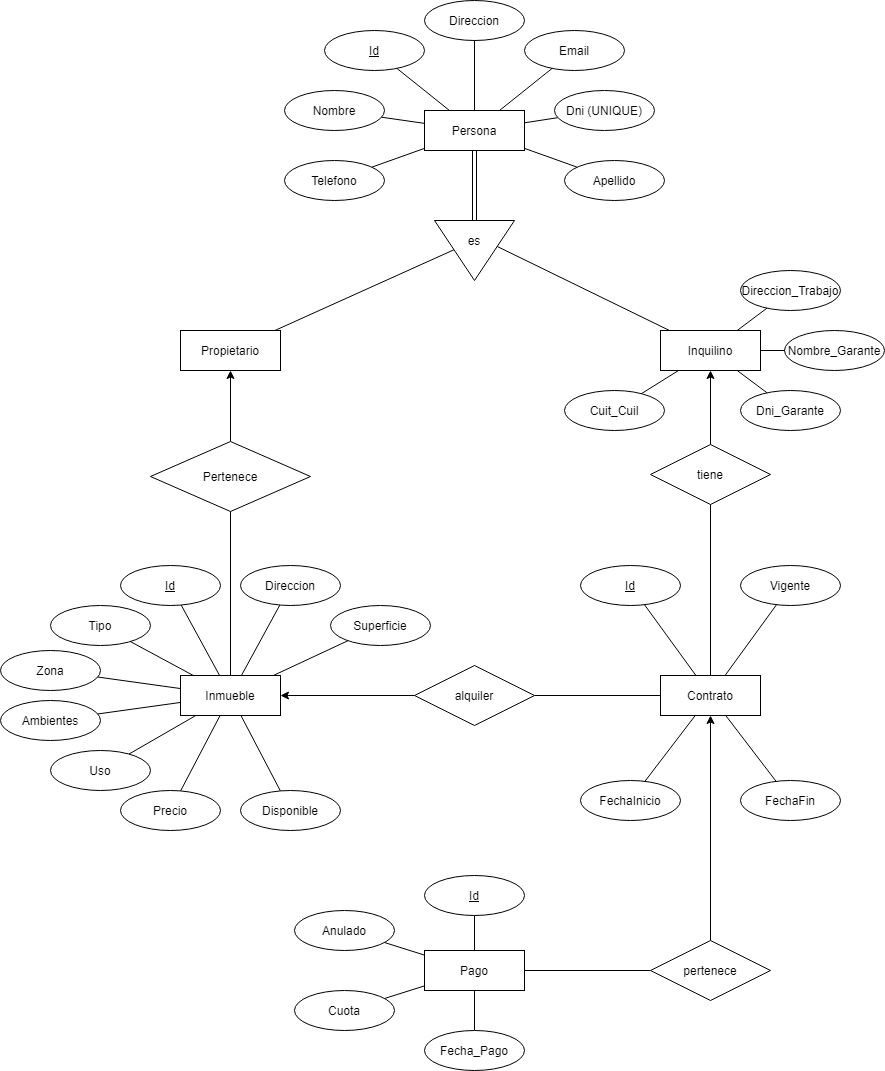 Direccion
Id
Email
Nombre
Dni (UNIQUE)
Persona
Telefono
Apellido
es
Direccion_Trabajo
Propietario
Inquilino
Nombre_Garante
Cuit_Cuil
Dni_Garante
Pertenece
tiene
Id
Direccion
Id
Vigente
Tipo
Superficie
Zona
Inmueble
alquiler
Contrato
Ambientes
Uso
Precio
Disponible
FechaInicio
FechaFin
Id
Anulado
Pago
pertenece
Cuota
Fecha_Pago